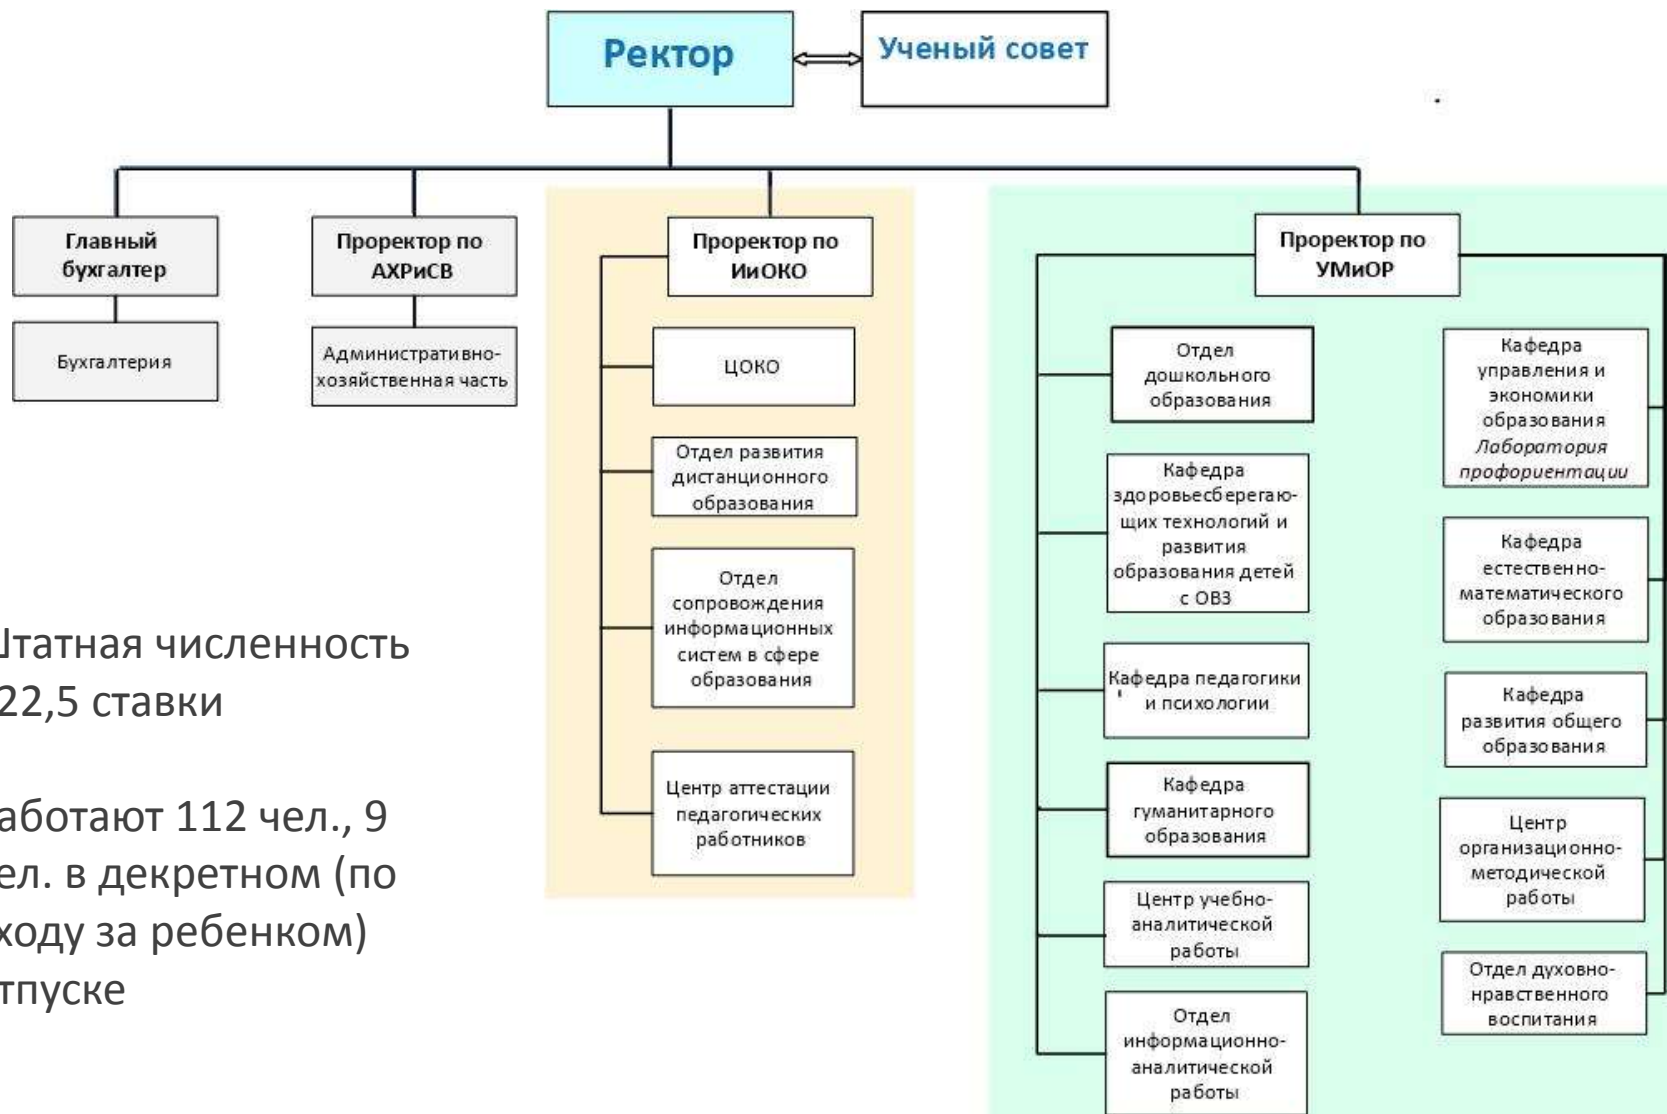 Ректор
Ученый совет
Главный
бухгалтер
Бухгалтерия
Проректор по
АХРиСВ
Административно-
хозяйственная часть
Проректор по
ИиОКО
ЦОКО
Отдел развития
дистанционного
образования
Отдел
сопровождения
информационных
систем в сфере
образования
Центр аттестации
педагогических
работников
Проректор по
УМиОР
Отдел
дошкольного
образования
Кафедра
здоровьесберегаю-
щих технологий и
развития
образования детей
с ОВЗ
Кафедра педагогики
и психологии
Кафедра
гуманитарного
образования
Центр учебно-
аналитической
работы
Отдел
информационно-
аналитической
работы
Кафедра
управления и
экономики
образования
Лаборатория
профориентации
Кафедра
естественно-
математического
образования
Кафедра
развития общего
образования
Центр
организационно-
методической
работы
Отдел духовно-
нравственного
воспитания
Штатная численность
22,5 ставки
аботают 112 чел., 9
ел. в декретном (по
ходу за ребенком)
тпуске